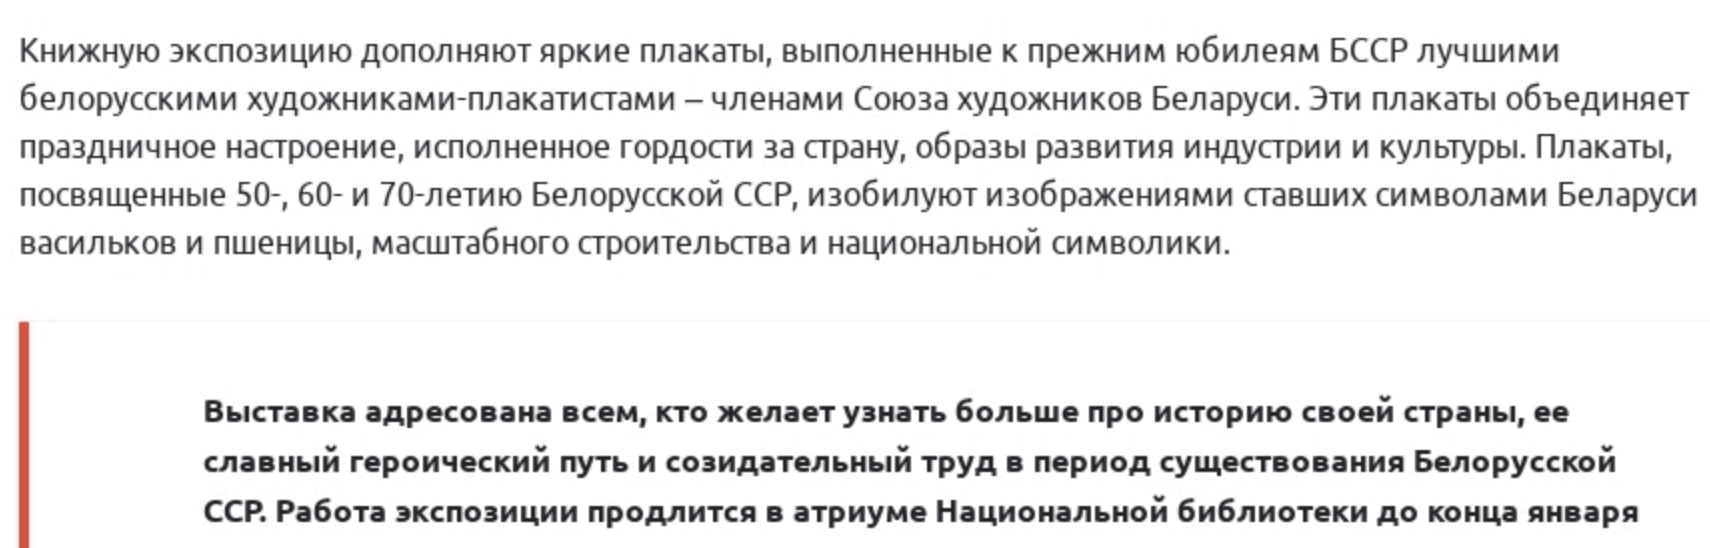 Книжную экспозицию дополняют яркие плакаты, выполненные к прежним юбилеям БССР лучшими
белорусскими художниками-плакатистами – членами Союза художников Беларуси. Эти плакаты объединяет
праздничное настроение, исполненное гордости за страну, образы развития индустрии и культуры. Плакаты,
посвященные 50-, 60- и 70-летию Белорусской ССР, изобилуют изображениями ставших символами Беларуси
васильков и пшеницы, масштабного строительства и национальной символики.
Выставка адресована всем, кто желает узнать больше про историю своей страны, ее
славный героический путь и созидательный труд в период существования Белорусской
ССР. Работа экспозиции продлится в атриуме Национальной библиотеки до конца января